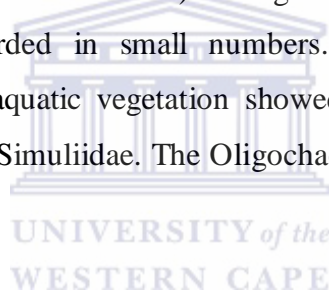 rded in small numbers.
aquatic vegetation showed
Simuliidae. The Oligocha
UNIVERSITY of the
WESTERN CAPE